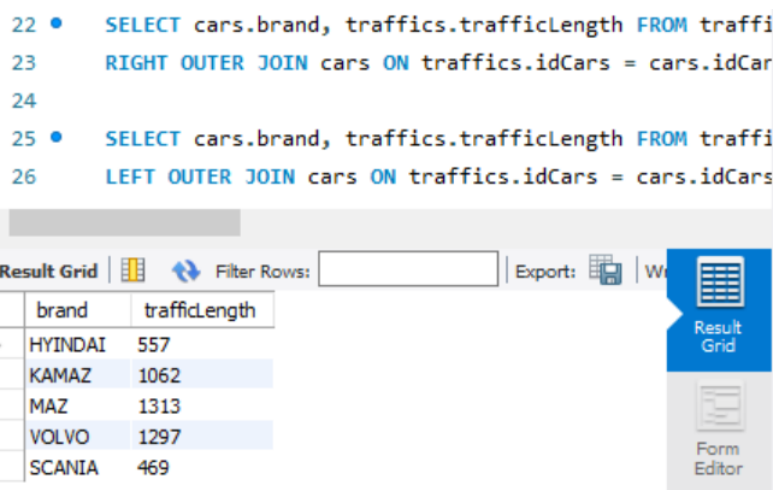 22 SELECT cars.brand, traffics.trafficLength FROM traffi
23 RIGHT OUTER JOIN cars ON traffics.idCars = cars.idCar
24
25 SELECT cars.brand, traffics.trafficLength FROM traffi
26 LEFT OUTER JOIN cars ON traffics.idCars = cars.idCars
Result Grid Filter Rows: Export: Wr
brand trafficLength
HYINDAI 557
KAMAZ 1062
MAZ 1313
VOLVO 1297
SCANIA 469
Result
Grid
Form
Editor